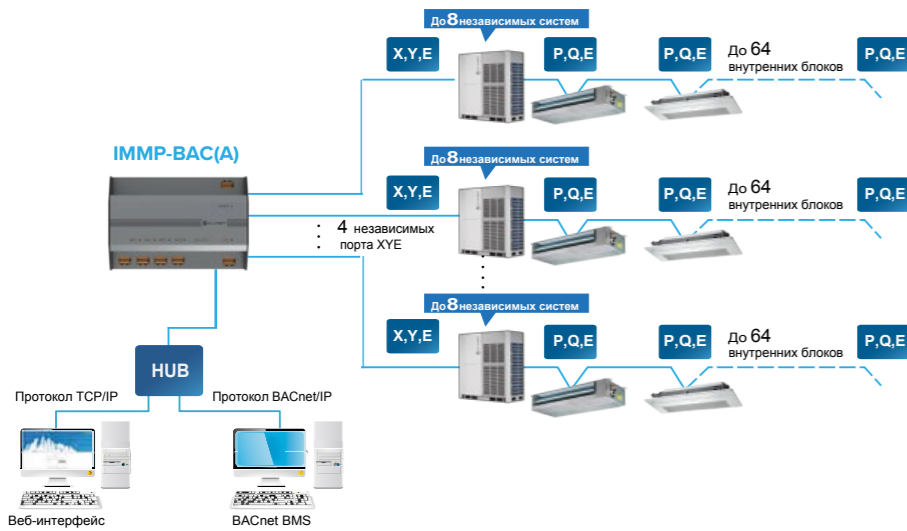 До 8 независимых систем
X,Y,E
P,Q,E
P,Q,E
До 64
внутренних блоков
P,Q,E
IMMP-BAC(A)
До 8 независимых систем
X,Y,E
P,Q,E
P,Q,E
До 64
внутренних блоков
P,Q,E
4 независимых
порта XYE
До 8 независимых систем
X,Y,E
P,Q,E
P,Q,E
До 64
внутренних блоков
P,Q,E
HUB
Протокол TCP/IP
Протокол BACnet/IP
Веб-интерфейс
BACnet BMS